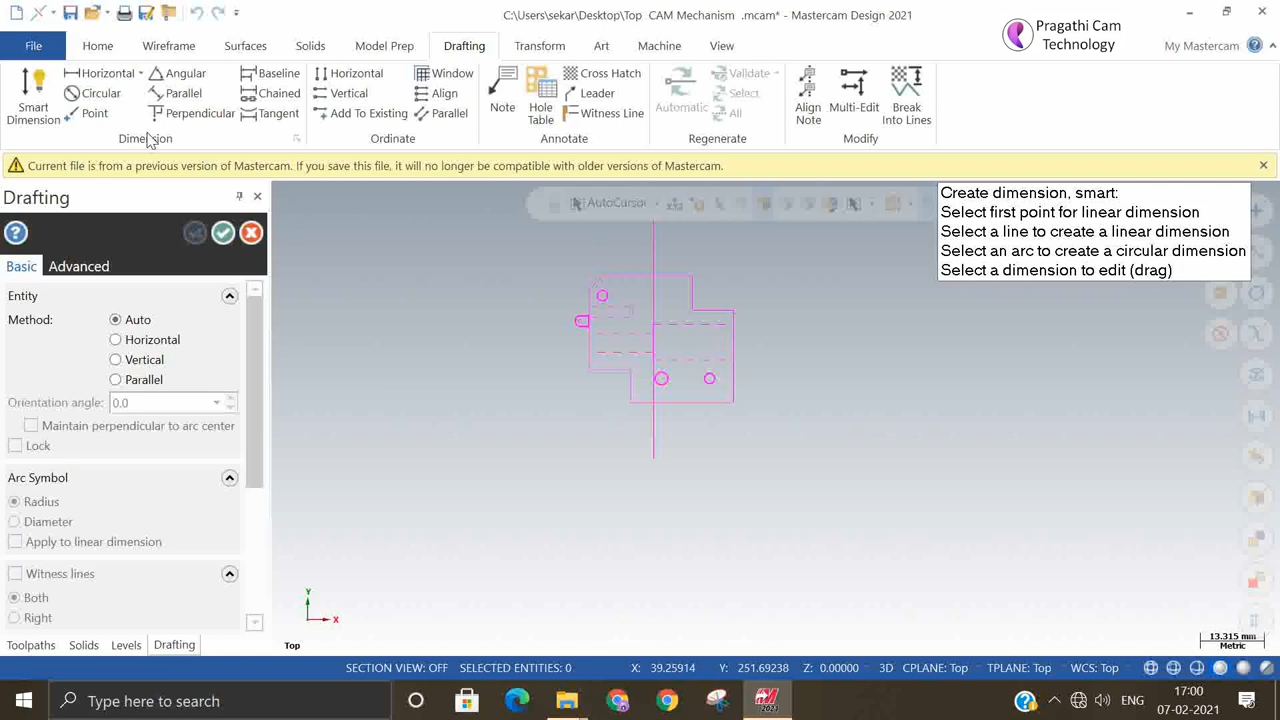 C:\Users\sekar\Desktop\Top CAM Mechanism .mcam* - Mastercam Design 2021
Pragathi Cam
Technology
File Home Wireframe Surfaces Solids Model Prep Drafting Transform Art Machine View My Mastercam
Smart
Dimension
Horizontal Angular Baseline
Circular Parallel Chained
Point Perpendicular Tangent
Dimension
Horizontal Window
Vertical Align
Add To Existing Parallel
Ordinate
Note
Hole
Table
Cross Hatch
Leader
Witness Line
Annotate
Automatic
Validate
Select
All
Regenerate
Align
Note
Multi-Edit
Break
Into Lines
Modify
Current file is from a previous version of Mastercam. If you save this file, it will no longer be compatible with older versions of Mastercam.
Drafting
Basic Advanced
Entity
Method: Auto
Horizontal
Vertical
Parallel
Orientation angle: 0.0
Maintain perpendicular to arc center
Lock
Arc Symbol
Radius
Diameter
Apply to linear dimension
Witness lines
Both
Right
Toolpaths Solids Levels Drafting
AutoCursor
Create dimension, smart:
Select first point for linear dimension
Select a line to create a linear dimension
Select an arc to create a circular dimension
Select a dimension to edit (drag)
Y
X
Top
13.315 mm
Metric
SECTION VIEW: OFF SELECTED ENTITIES: 0 X: 39.25914 Y: 251.69238 Z: 0.00000 3D CPLANE: Top TPLANE: Top WCS: Top
Type here to search
ENG
17:00
07-02-2021